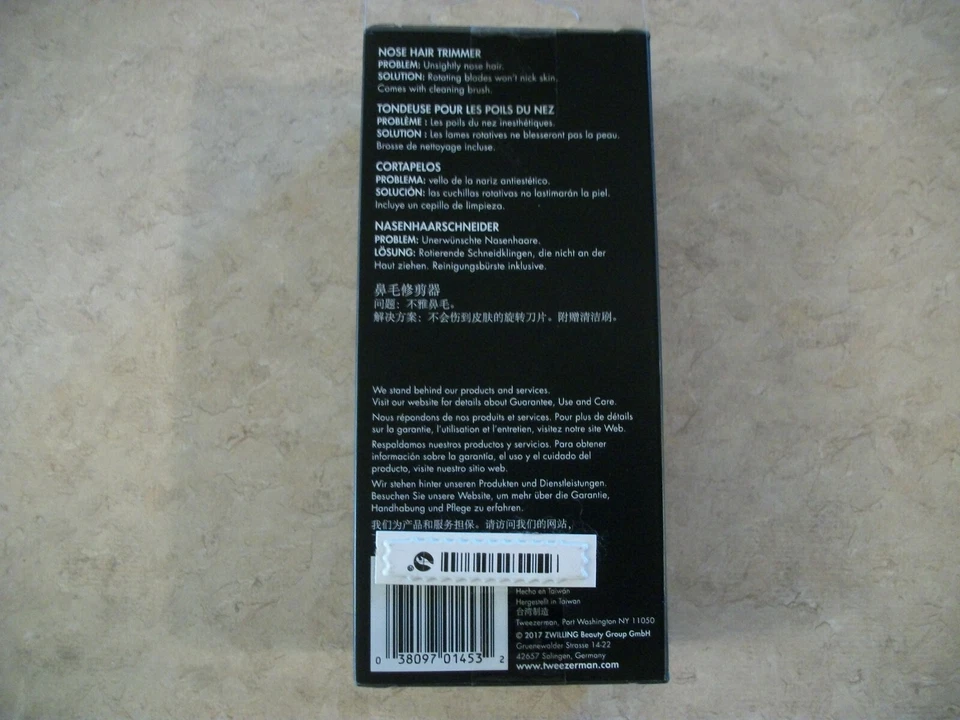 NOSE HAIR TRIMMER
PROBLEM: Unsightly nose hair.
SOLUTION: Rotating blades won't nick skin.
Comes with cleaning brush.
TONDEUSE POUR LES POILS DU NEZ
PROBLÈME : Les poils du nez inesthétiques.
SOLUTION : Les lames rotatives ne blesseront pas la peau.
Brosse de nettoyage incluse.
CORTAPELOS
PROBLEMA: vello de la nariz antiestético.
SOLUCIÓN: las cuchillas rotativas no lastimarán la piel.
Incluye un cepillo de limpieza.
NASENHAARSCHNEIDER
PROBLEM: Unerwünschte Nasenhaare.
LÖSUNG: Rotierende Schneidklingen, die nicht an der
Haut ziehen. Reinigungsbürste inklusive.
鼻毛修剪器
问题：不雅鼻毛。
解决方案：不会伤到皮肤的旋转刀片。附赠清洁刷。
We stand behind our products and services.
Visit our website for details about Guarantee, Use and Care.
Nous répondons de nos produits et services. Pour plus de détails
sur la garantie, l'utilisation et l'entretien, visitez notre site Web.
Respaldamos nuestros productos y servicios. Para obtener
información sobre la garantía, el uso y el cuidado del
producto, visite nuestro sitio web.
Wir stehen hinter unseren Produkten und Dienstleistungen.
Besuchen Sie unsere Website, um mehr über die Garantie,
Handhabung und Pflege zu erfahren.
我们为产品和服务担保。请访问我们的网站，
Hecho en Taiwán
Hergestellt in Taiwan
台湾制造
Tweezerman, Port Washington NY 11050
© 2017 ZWILLING Beauty Group GmbH
Gruenewalder Strasse 14-22
42657 Solingen, Germany
www.tweezerman.com
0 38097 01453 2